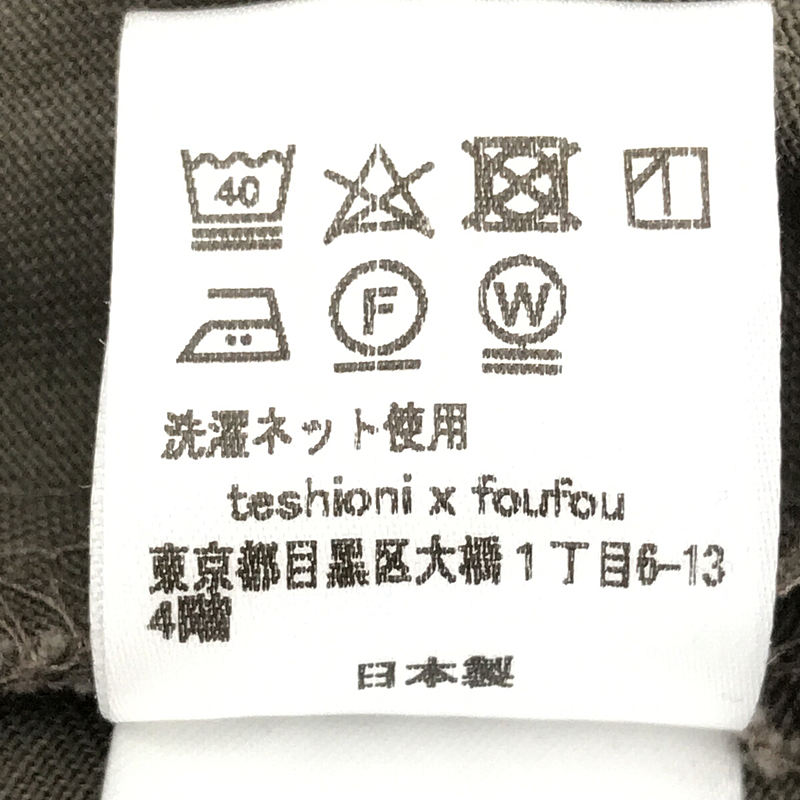 40
F W
洗濯ネット使用
teshioni x foufou
東京都目黒区大橋1丁目6-13
4階
日本製